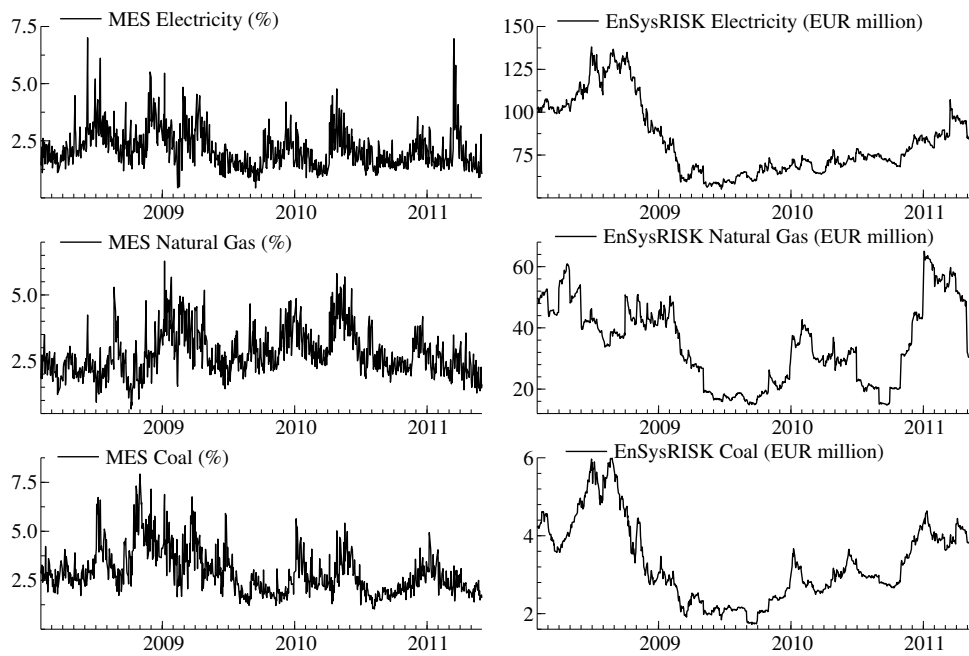 MES Electricity (%)
7.5
5.0
2.5
2009 2010 2011
EnSysRISK Electricity (EUR million)
150
125
100
75
2009 2010 2011
MES Natural Gas (%)
5.0
2.5
2009 2010 2011
EnSysRISK Natural Gas (EUR million)
60
40
20
2009 2010 2011
MES Coal (%)
7.5
5.0
2.5
2009 2010 2011
EnSysRISK Coal (EUR million)
6
4
2
2009 2010 2011